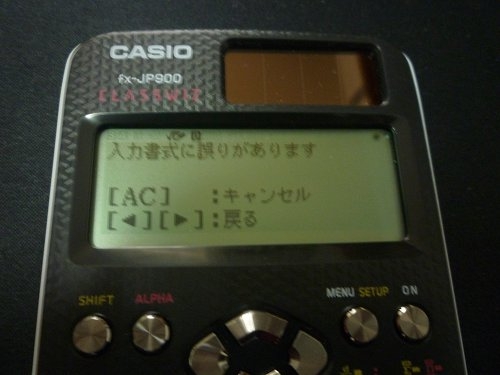 CASIO
fx-JP900
CLASSWIZ
√▱ D
入力書式に誤りがあります
[AC] :キャンセル
[◀][▶]:戻る
SHIFT
ALPHA
MENU SETUP
ON